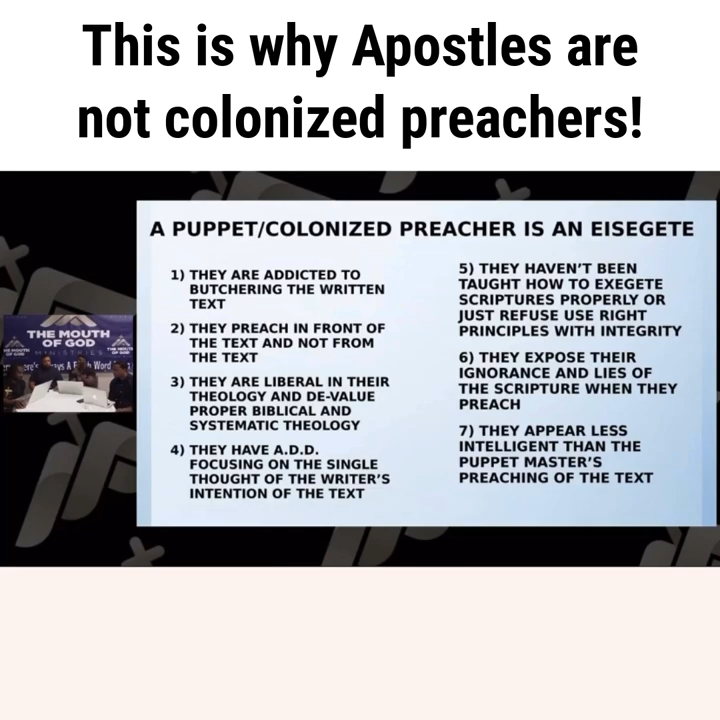 This is why Apostles are
not colonized preachers!
A PUPPET/COLONIZED PREACHER IS AN EISEGETE
1) THEY ARE ADDICTED TO
BUTCHERING THE WRITTEN
TEXT
2) THEY PREACH IN FRONT OF
THE TEXT AND NOT FROM
THE TEXT
3) THEY ARE LIBERAL IN THEIR
THEOLOGY AND DE-VALUE
PROPER BIBLICAL AND
SYSTEMATIC THEOLOGY
4) THEY HAVE A.D.D.
FOCUSING ON THE SINGLE
THOUGHT OF THE WRITER'S
INTENTION OF THE TEXT
5) THEY HAVEN'T BEEN
TAUGHT HOW TO EXEGETE
SCRIPTURES PROPERLY OR
JUST REFUSE USE RIGHT
PRINCIPLES WITH INTEGRITY
6) THEY EXPOSE THEIR
IGNORANCE AND LIES OF
THE SCRIPTURE WHEN THEY
PREACH
7) THEY APPEAR LESS
INTELLIGENT THAN THE
PUPPET MASTER'S
PREACHING OF THE TEXT
THE MOUTH
OF GOD
MINISTRIES
Word